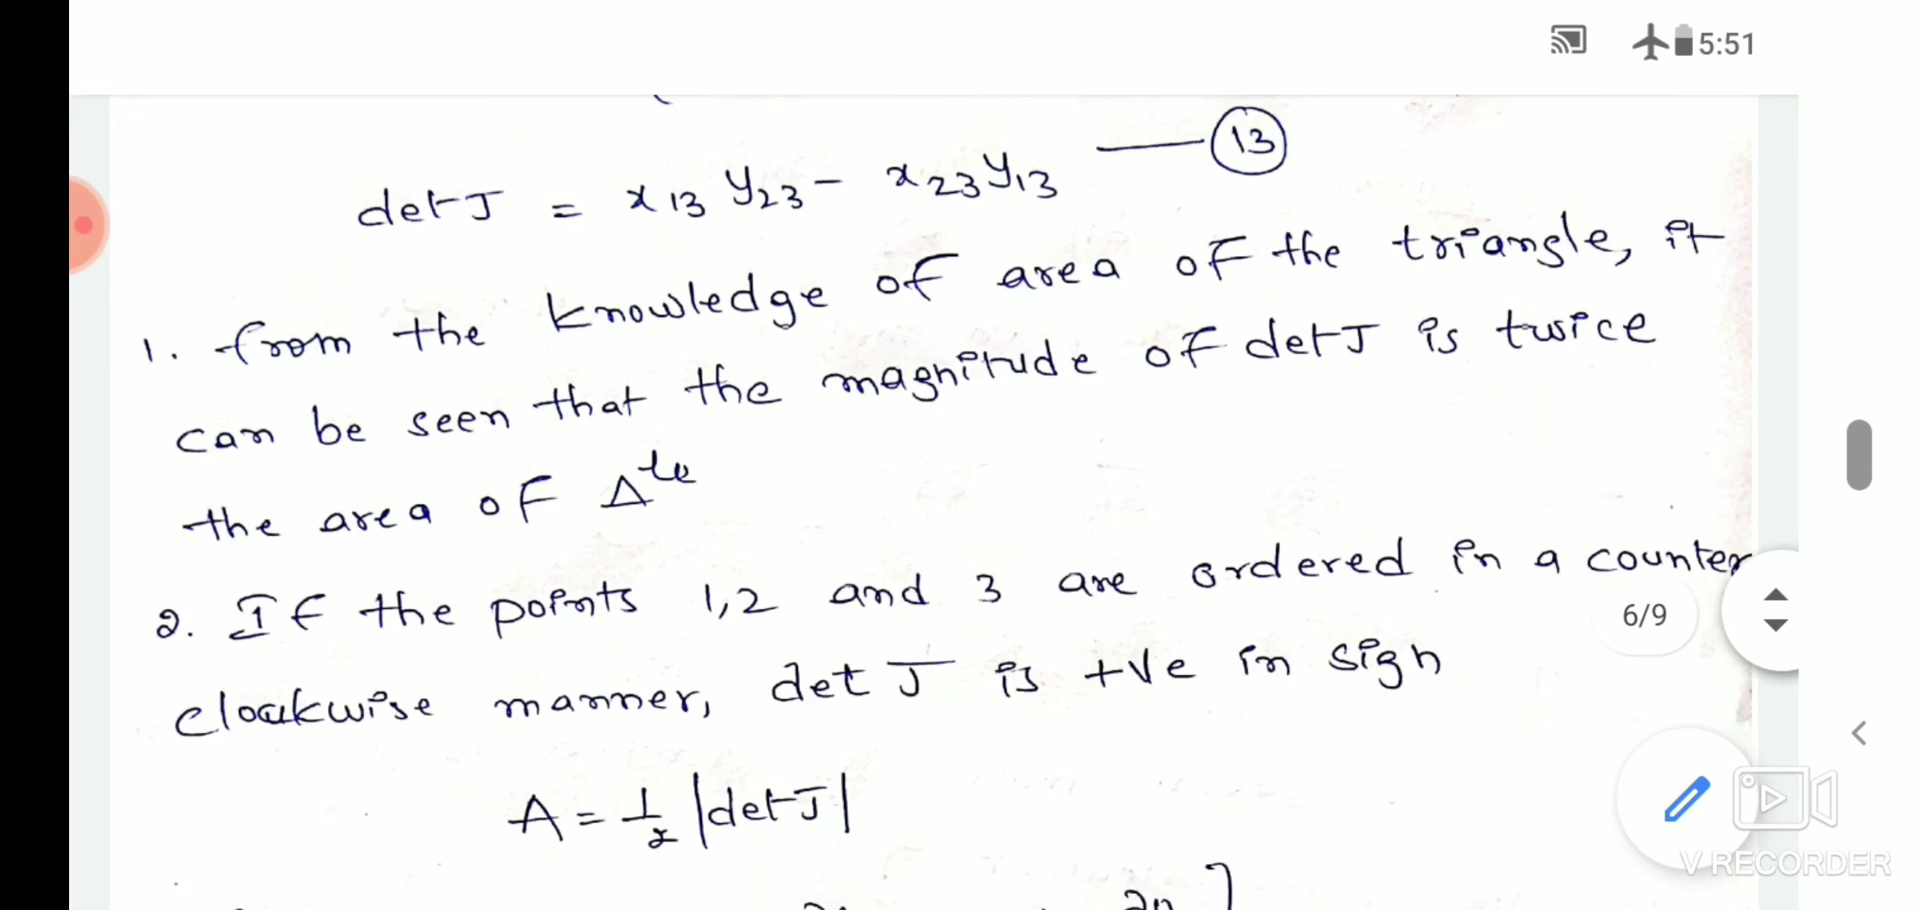 5:51
det J = x13 y23 - x23 y13 —— 13
1. from the knowledge of area of the triangle, it
can be seen that the magnitude of det J is twice
the area of Δle
2. If the points 1,2 and 3 are ordered in a counter
6/9
clockwise manner, det J is +ve in sign
A = 1/2 |det J|
V RECORDER